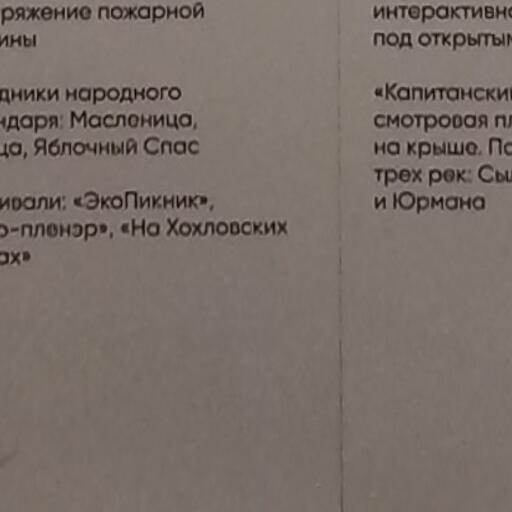 ряжение пожарной
ины
дники народного
ндаря: Масленица,
ца, Яблочный Спас
ивали: «ЭкоПикник»,
о-пленэр», «На Хохловских
ах»
интерактивно
под открытым
«Капитанский
смотровая пл
на крыше. По
трех рек: Сы
и Юрмана